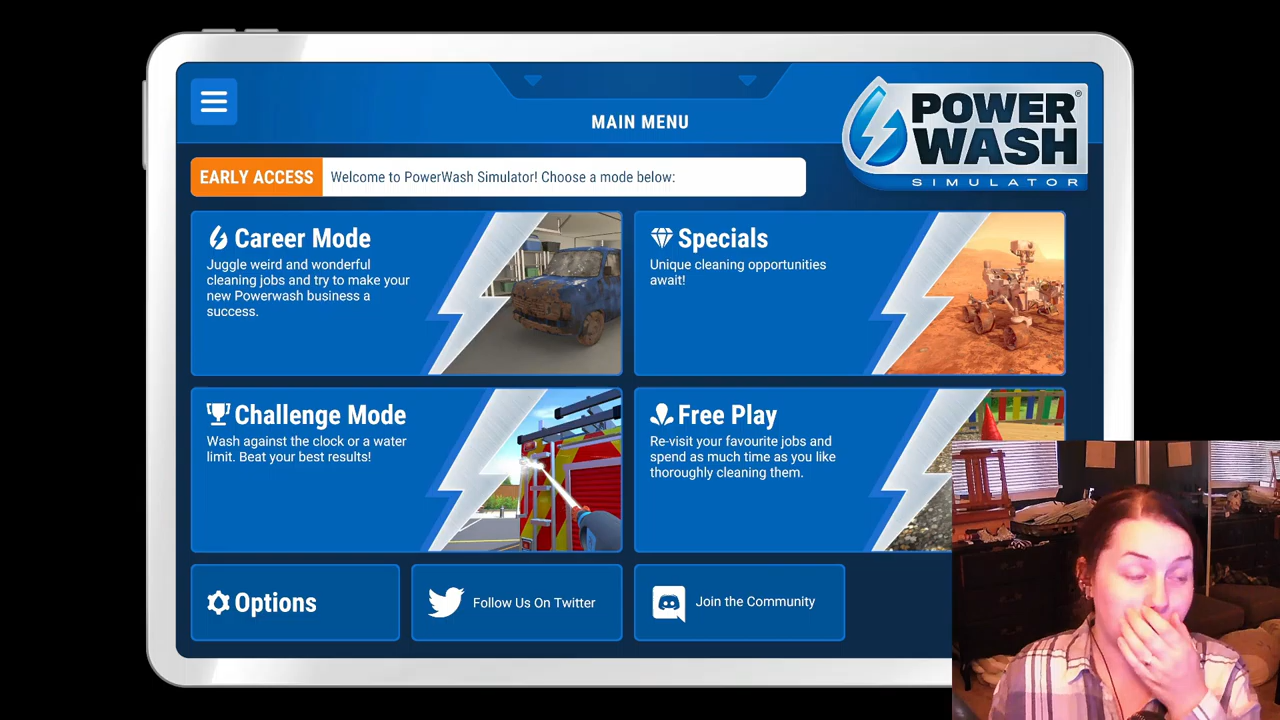 MAIN MENU
POWER
WASH
SIMULATOR
EARLY ACCESS
Welcome to PowerWash Simulator! Choose a mode below:
Career Mode
Juggle weird and wonderful
cleaning jobs and try to make your
new Powerwash business a
success.
Specials
Unique cleaning opportunities
await!
Challenge Mode
Wash against the clock or a water
limit. Beat your best results!
Free Play
Re-visit your favourite jobs and
spend as much time as you like
thoroughly cleaning them.
Options
Follow Us On Twitter
Join the Community